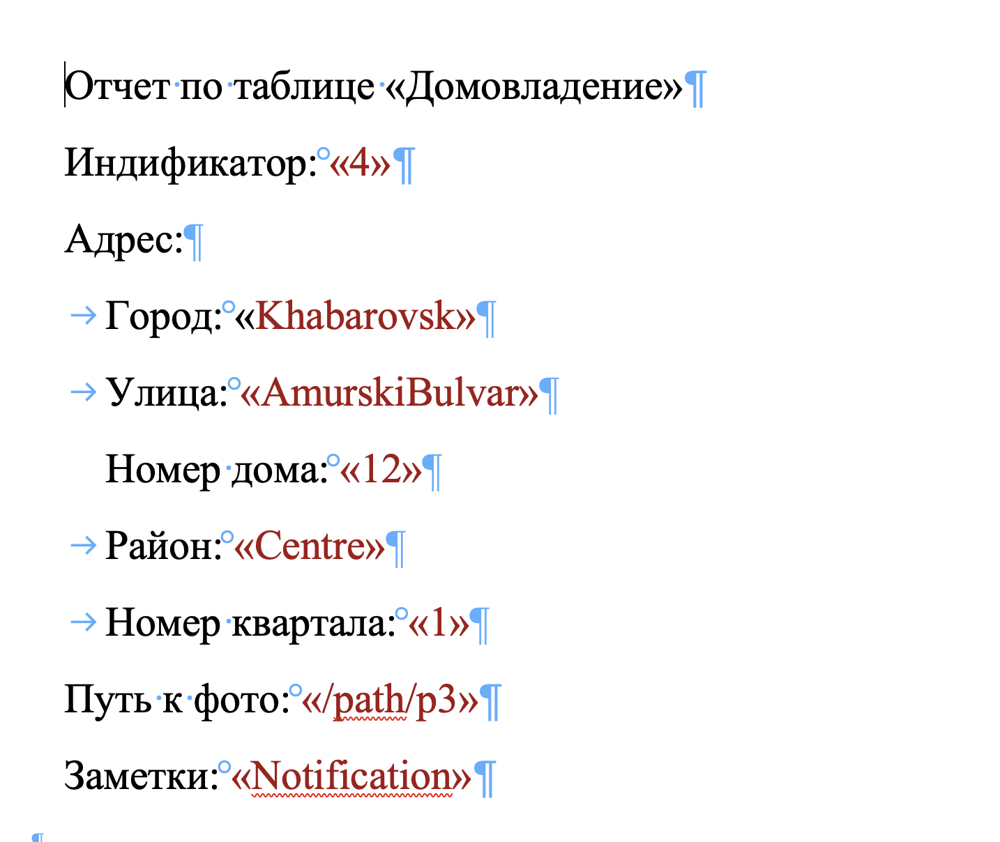 Отчет по таблице «Домовладение»
Индификатор: «4»
Адрес:
Город: «Khabarovsk»
Улица: «AmurskiBulvar»
Номер дома: «12»
Район: «Centre»
Номер квартала: «1»
Путь к фото: «/path/p3»
Заметки: «Notification»